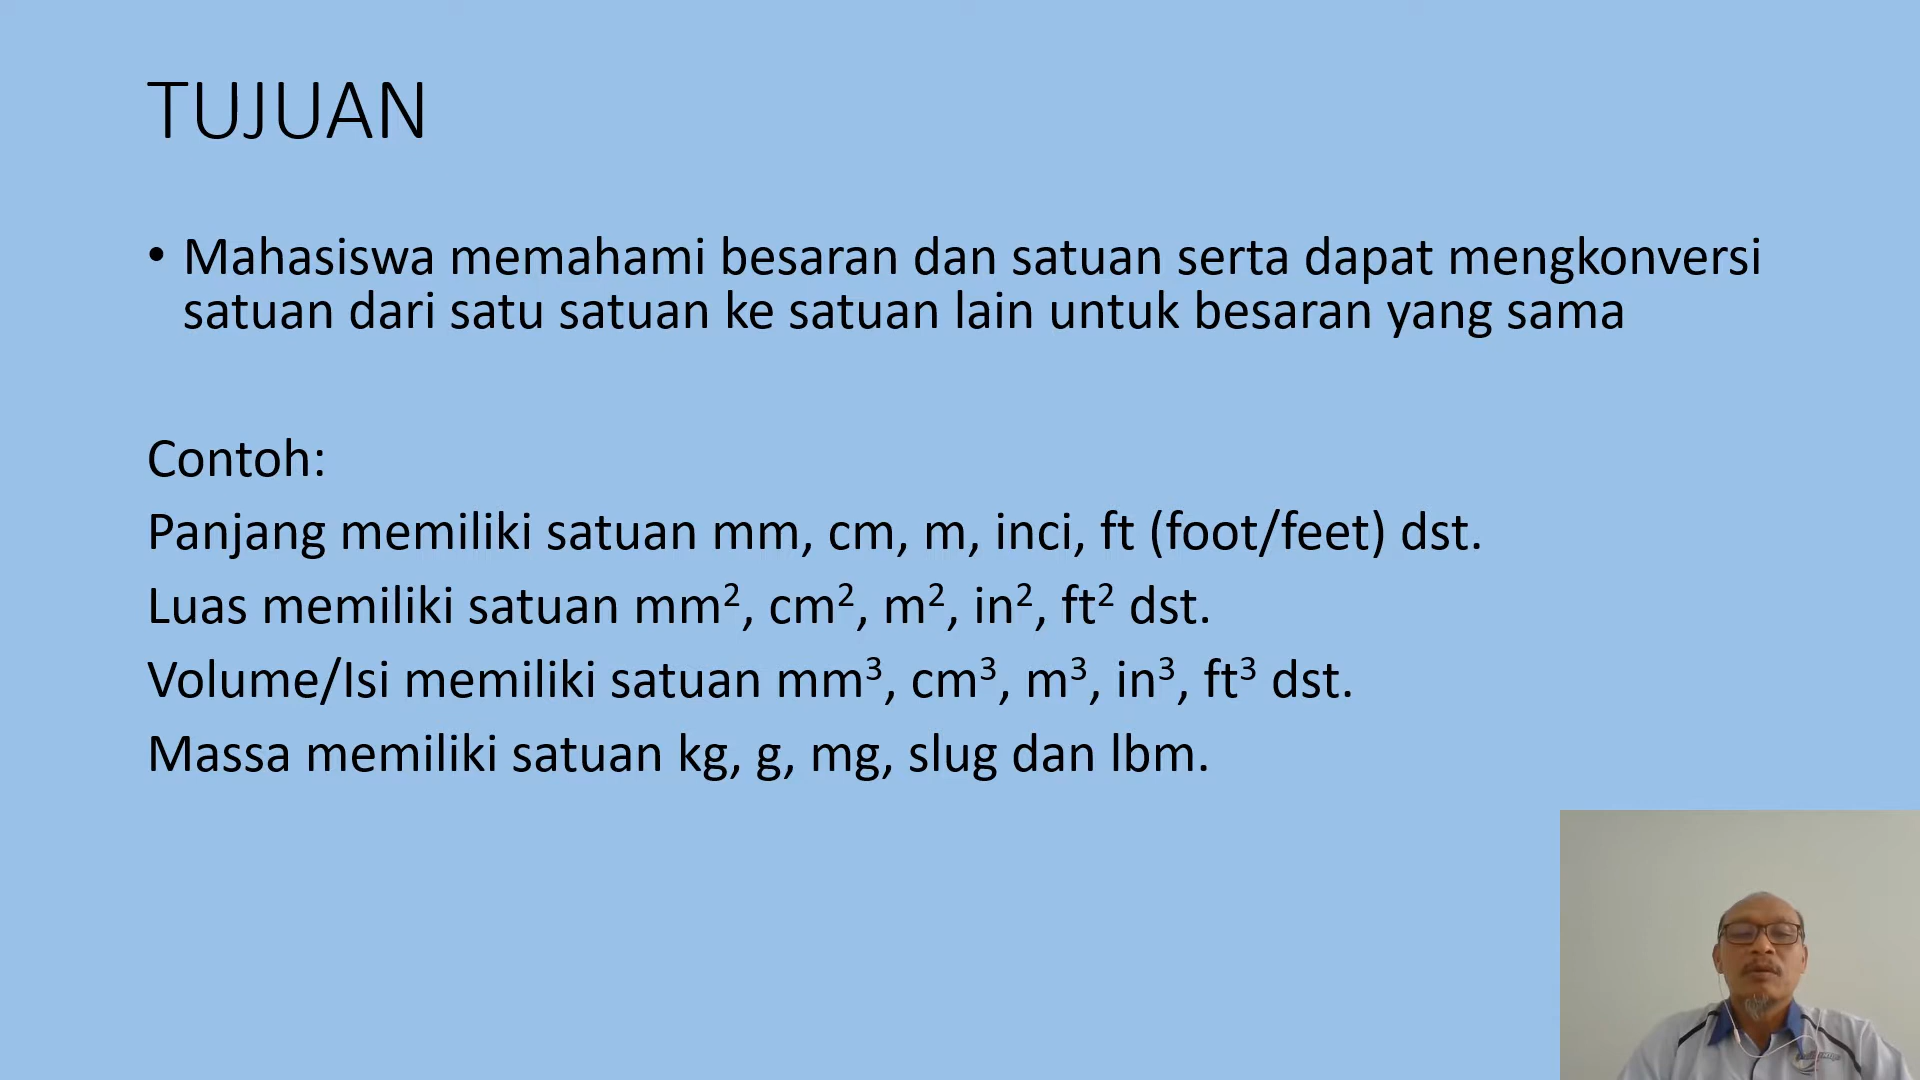 TUJUAN
• Mahasiswa memahami besaran dan satuan serta dapat mengkonversi
satuan dari satu satuan ke satuan lain untuk besaran yang sama
Contoh:
Panjang memiliki satuan mm, cm, m, inci, ft (foot/feet) dst.
Luas memiliki satuan mm², cm², m², in², ft² dst.
Volume/Isi memiliki satuan mm³, cm³, m³, in³, ft³ dst.
Massa memiliki satuan kg, g, mg, slug dan lbm.